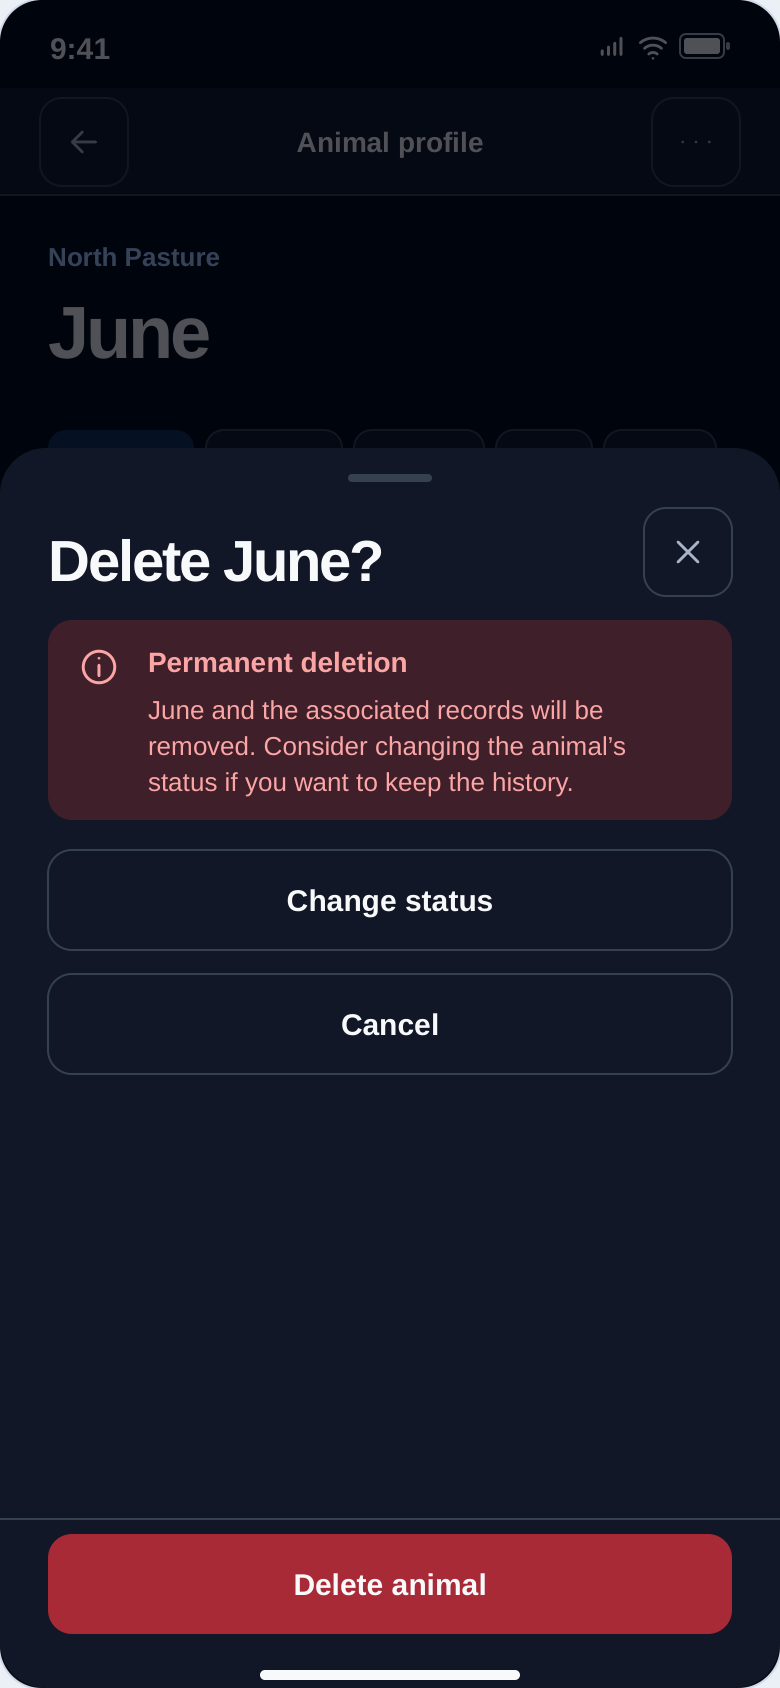 9:41
Animal profile
North Pasture
June
Delete June?
Permanent deletion
June and the associated records will be
removed. Consider changing the animal’s
status if you want to keep the history.
Change status
Cancel
Delete animal